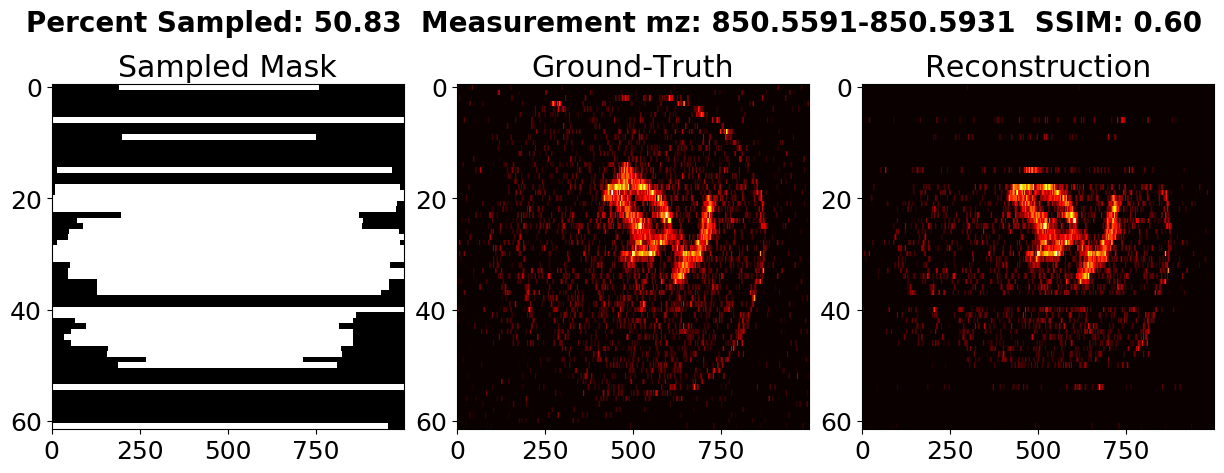 Percent Sampled: 50.83  Measurement mz: 850.5591-850.5931  SSIM: 0.60
Sampled Mask Ground-Truth Reconstruction
0 0 0
20 20 20
40 40 40
60 60 60
0 250 500 750 0 250 500 750 0 250 500 750